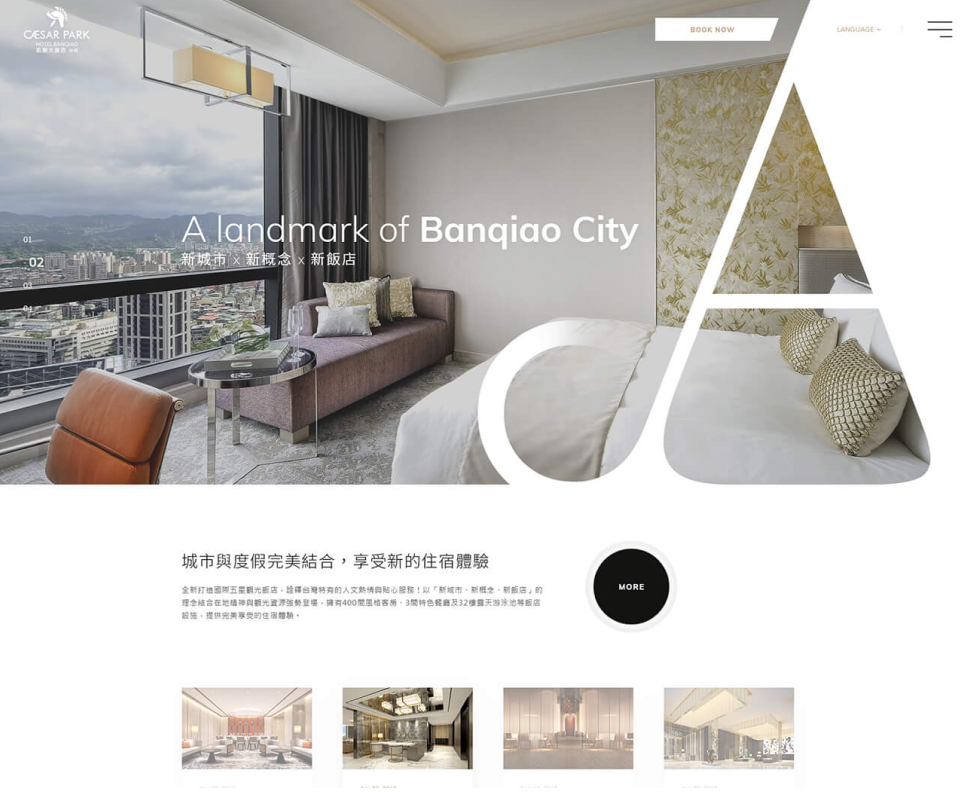 CÆSAR PARK
HOTEL BANQIAO
凱撒大飯店
BOOK NOW
LANGUAGE
A landmark of Banqiao City
新城市 x 新概念 x 新飯店
01
02
03
04
城市與度假完美結合，享受新的住宿體驗
MORE
全新打造國際五星觀光飯店，詮釋台灣特有的人文熱情與貼心服務！以「新城市、新概念、新飯店」的
理念結合在地精神與觀光資源強勢登場，擁有400間風格客房、3間特色餐廳及32樓露天游泳池等飯店
設施，提供完美享受的住宿體驗。